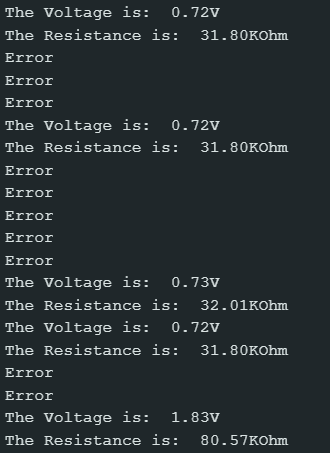 The Voltage is:  0.72V
The Resistance is:  31.80KOhm
Error
Error
Error
The Voltage is:  0.72V
The Resistance is:  31.80KOhm
Error
Error
Error
Error
Error
The Voltage is:  0.73V
The Resistance is:  32.01KOhm
The Voltage is:  0.72V
The Resistance is:  31.80KOhm
Error
Error
The Voltage is:  1.83V
The Resistance is:  80.57KOhm